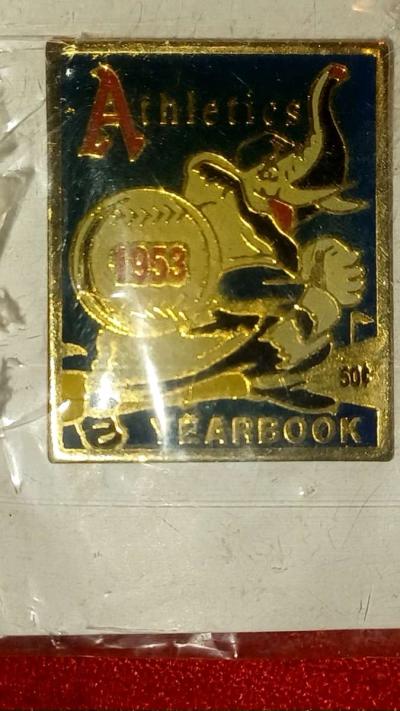 Athletics
1953
50¢
YEARBOOK